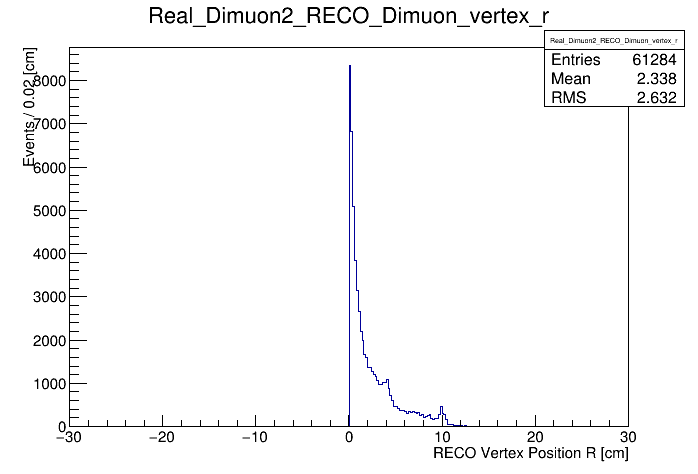 Real_Dimuon2_RECO_Dimuon_vertex_r
Real_Dimuon2_RECO_Dimuon_vertex_r
Entries 61284
Mean 2.338
RMS 2.632
Events / 0.02 [cm]
8000
7000
6000
5000
4000
3000
2000
1000
0
−30 −20 −10 0 10 20 30
RECO Vertex Position R [cm]